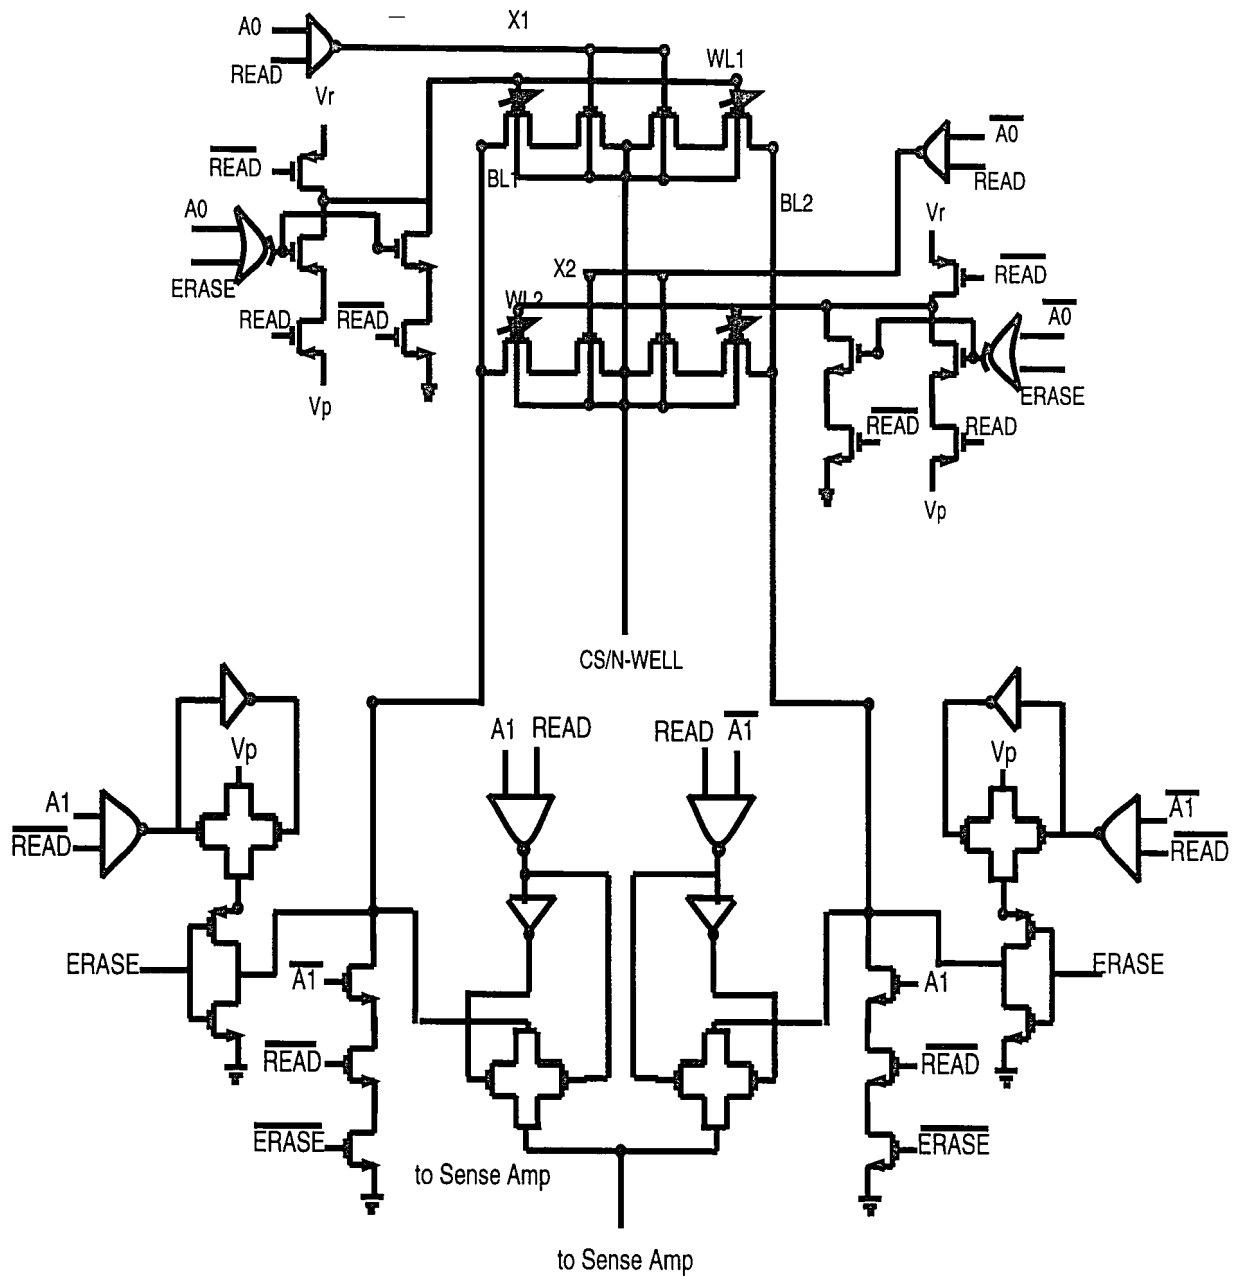 A0
X1
READ
WL1
Vr
A0
READ
READ
BL1
BL2
A0
Vr
X2
READ
ERASE
WL2
A0
READ
READ
ERASE
READ
READ
Vp
Vp
CS/N-WELL
A1
READ
READ
A1
Vp
Vp
A1
A1
READ
READ
ERASE
ERASE
A1
A1
READ
READ
ERASE
ERASE
to Sense Amp
to Sense Amp